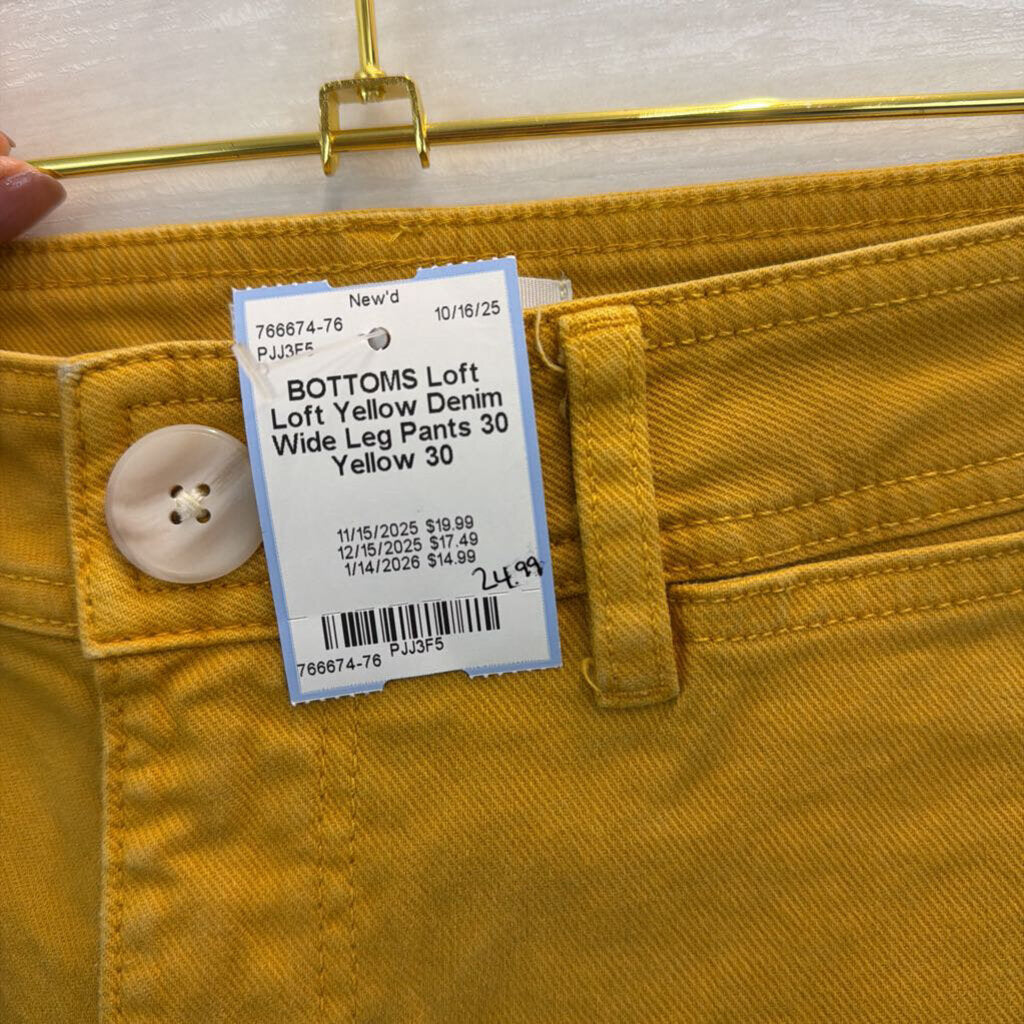 New'd
766674-76 10/16/25
PJJ3F5
BOTTOMS Loft
Loft Yellow Denim
Wide Leg Pants 30
Yellow 30
11/15/2025 $19.99
12/15/2025 $17.49
1/14/2026 $14.99
24.99
PJJ3F5
766674-76